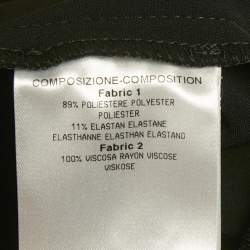 COMPOSIZIONE-COMPOSITION
Fabric 1
89% POLIESTERE POLYESTER
POLIESTER
11% ELASTAN ELASTANE
ELASTHANNE ELASTHAN ELASTANO
Fabric 2
100% VISCOSA RAYON VISCOSE
VISKOSE